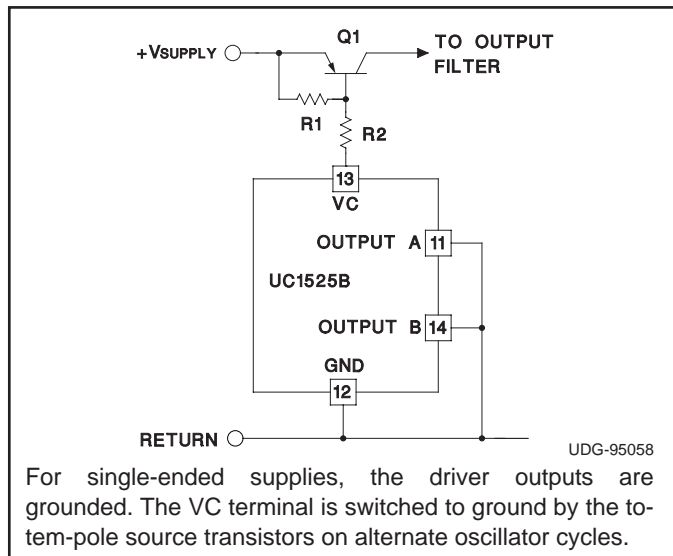 Q1
+VSUPPLY
TO OUTPUT
FILTER
R1
R2
13
VC
OUTPUT A 11
UC1525B
OUTPUT B 14
GND
12
RETURN
UDG-95058
For single-ended supplies, the driver outputs are
grounded. The VC terminal is switched to ground by the to-
tem-pole source transistors on alternate oscillator cycles.